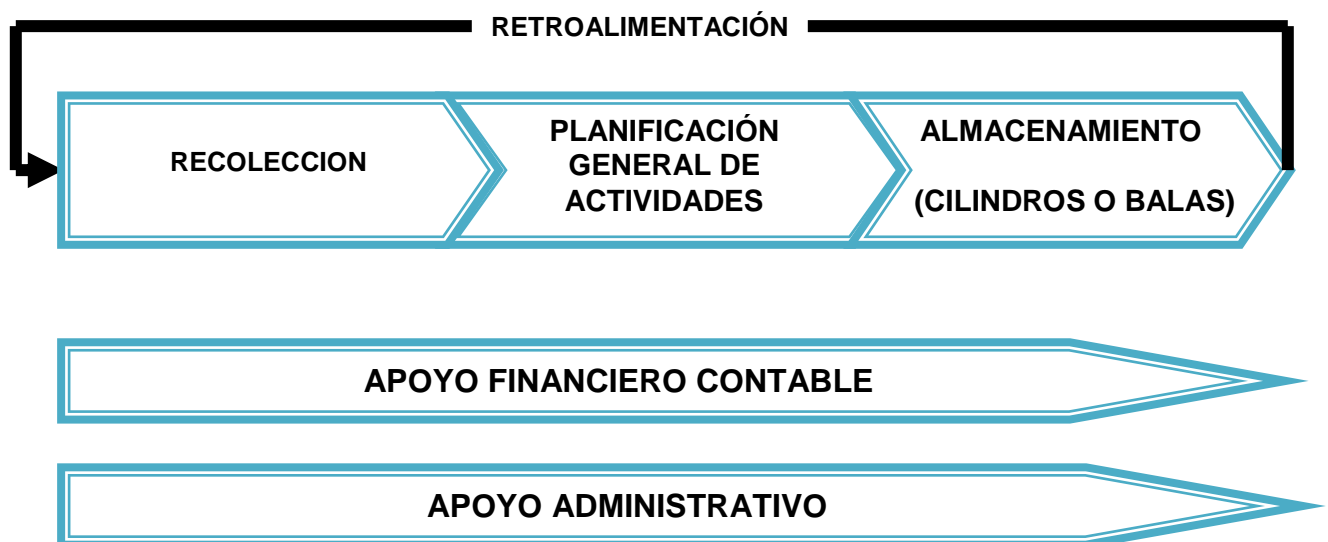 RETROALIMENTACIÓN
RECOLECCION
PLANIFICACIÓN
GENERAL DE
ACTIVIDADES
ALMACENAMIENTO
(CILINDROS O BALAS)
APOYO FINANCIERO CONTABLE
APOYO ADMINISTRATIVO